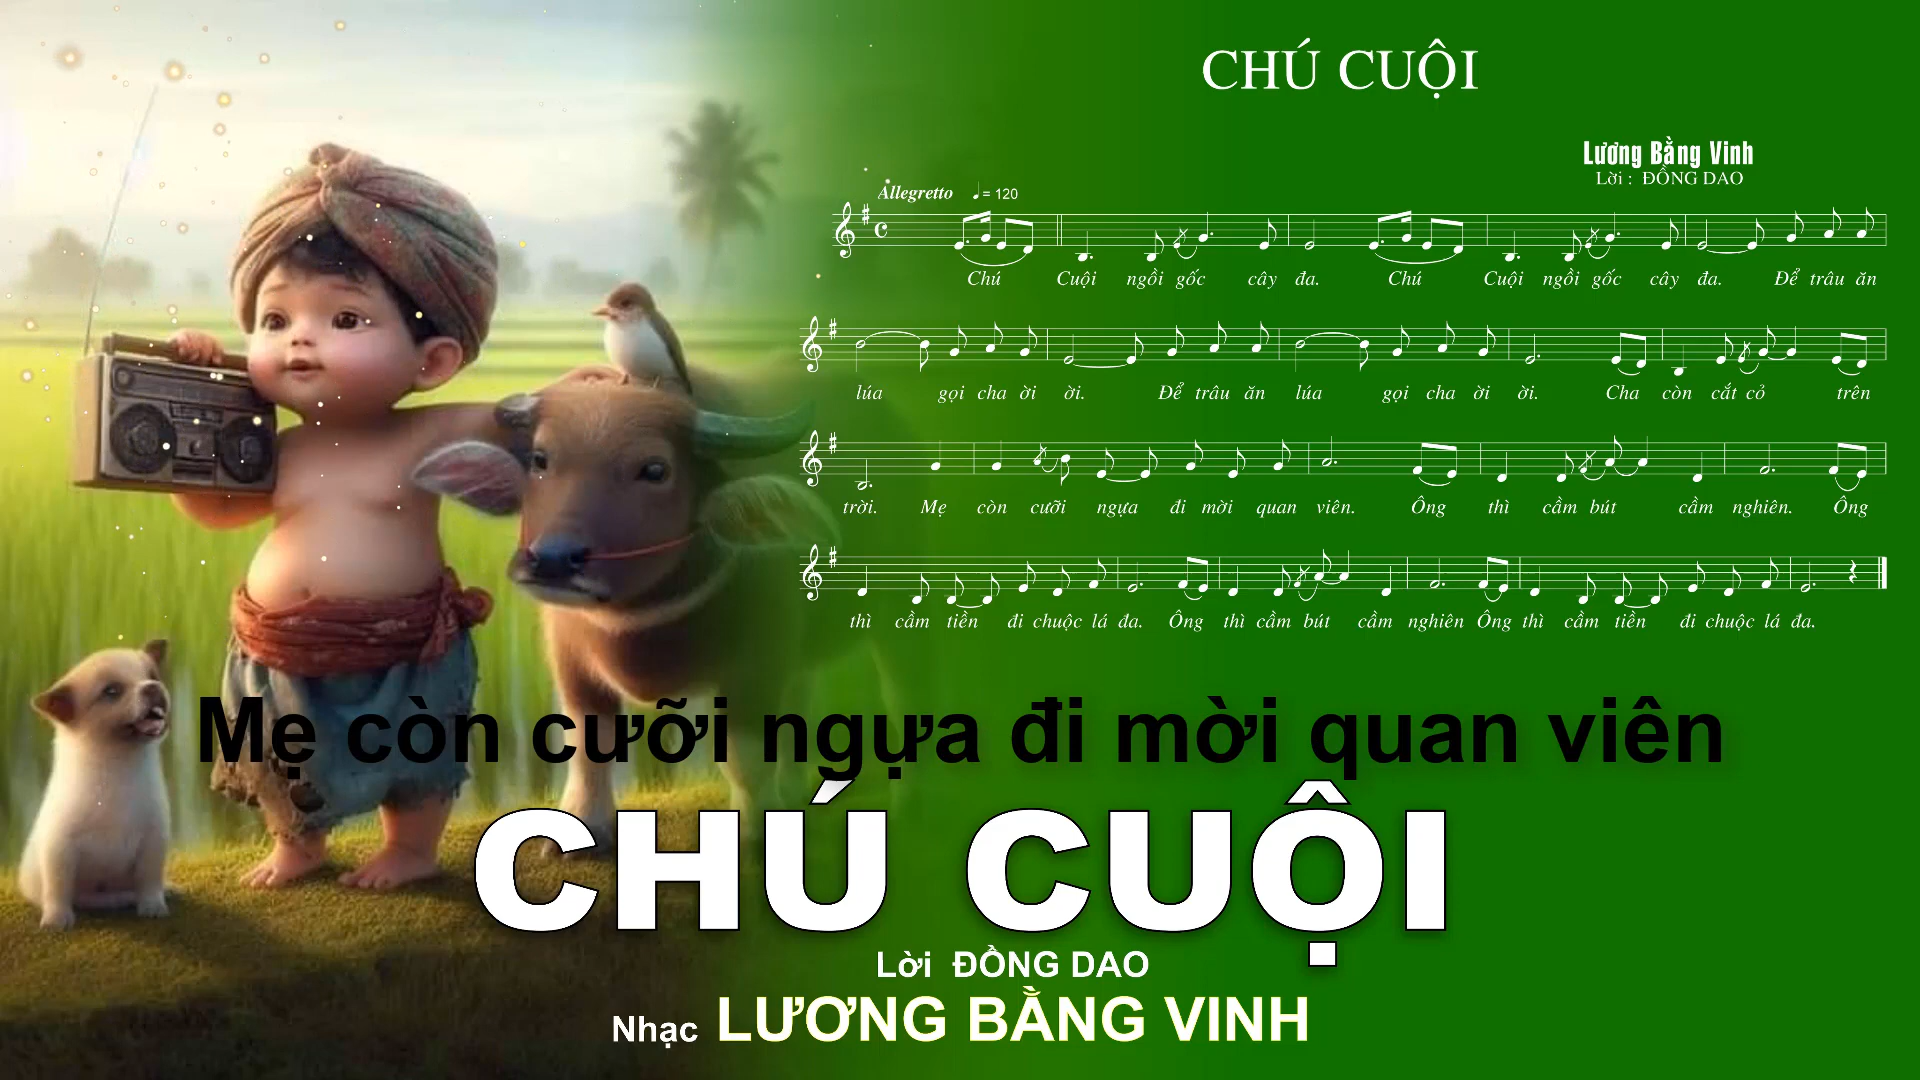 CHÚ CUỘI
Lương Bằng Vinh
Lời : ĐỒNG DAO
Allegretto ♩= 120
Chú Cuội ngồi gốc cây đa. Chú Cuội ngồi gốc cây đa. Để trâu ăn
lúa gọi cha ời ời. Để trâu ăn lúa gọi cha ời ời. Cha còn cắt cỏ trên
trời. Mẹ còn cưỡi ngựa đi mời quan viên. Ông thì cầm bút cầm nghiên. Ông
thì cầm tiền đi chuộc lá đa. Ông thì cầm bút cầm nghiên Ông thì cầm tiền đi chuộc lá đa.
Mẹ còn cưỡi ngựa đi mời quan viên
CHÚ CUỘI
Lời ĐỒNG DAO
Nhạc LƯƠNG BẰNG VINH